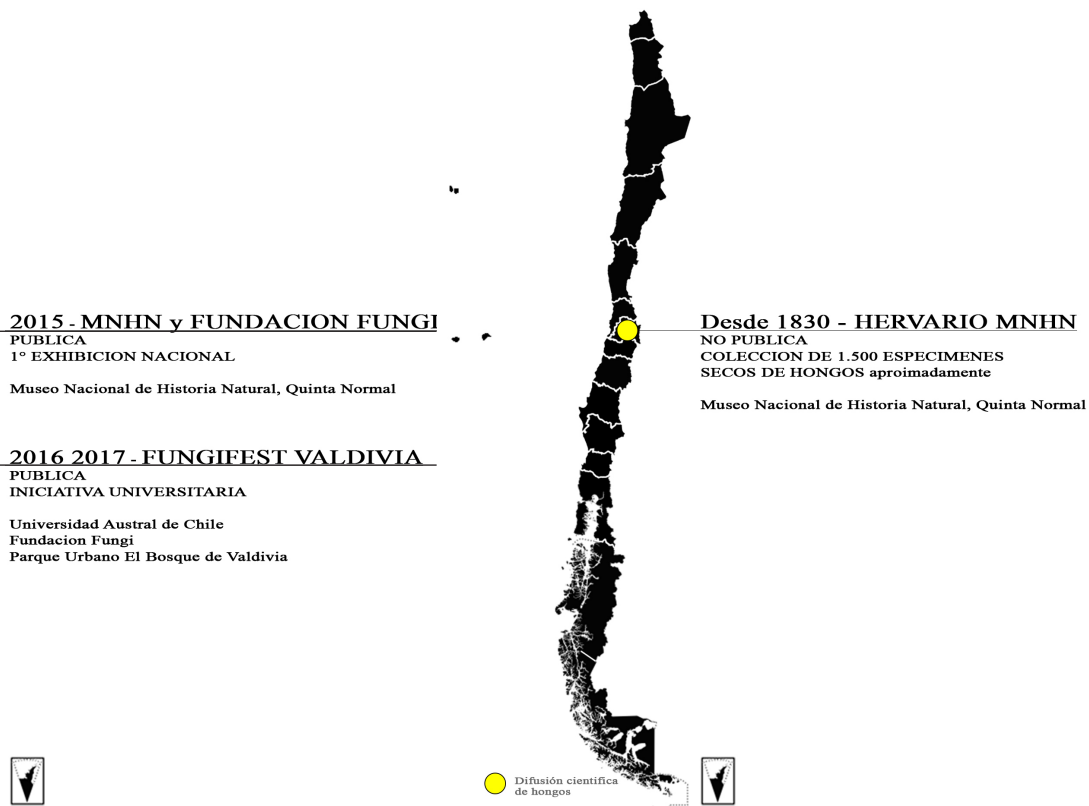 2015 - MNHN y FUNDACION FUNGI
PUBLICA
1° EXHIBICION NACIONAL
Museo Nacional de Historia Natural, Quinta Normal
2016 2017 - FUNGIFEST VALDIVIA
PUBLICA
INICIATIVA UNIVERSITARIA
Universidad Austral de Chile
Fundacion Fungi
Parque Urbano El Bosque de Valdivia
Desde 1830 - HERVARIO MNHN
NO PUBLICA
COLECCION DE 1.500 ESPECIMENES
SECOS DE HONGOS aproimadamente
Museo Nacional de Historia Natural, Quinta Normal
Difusión cientifica
de hongos